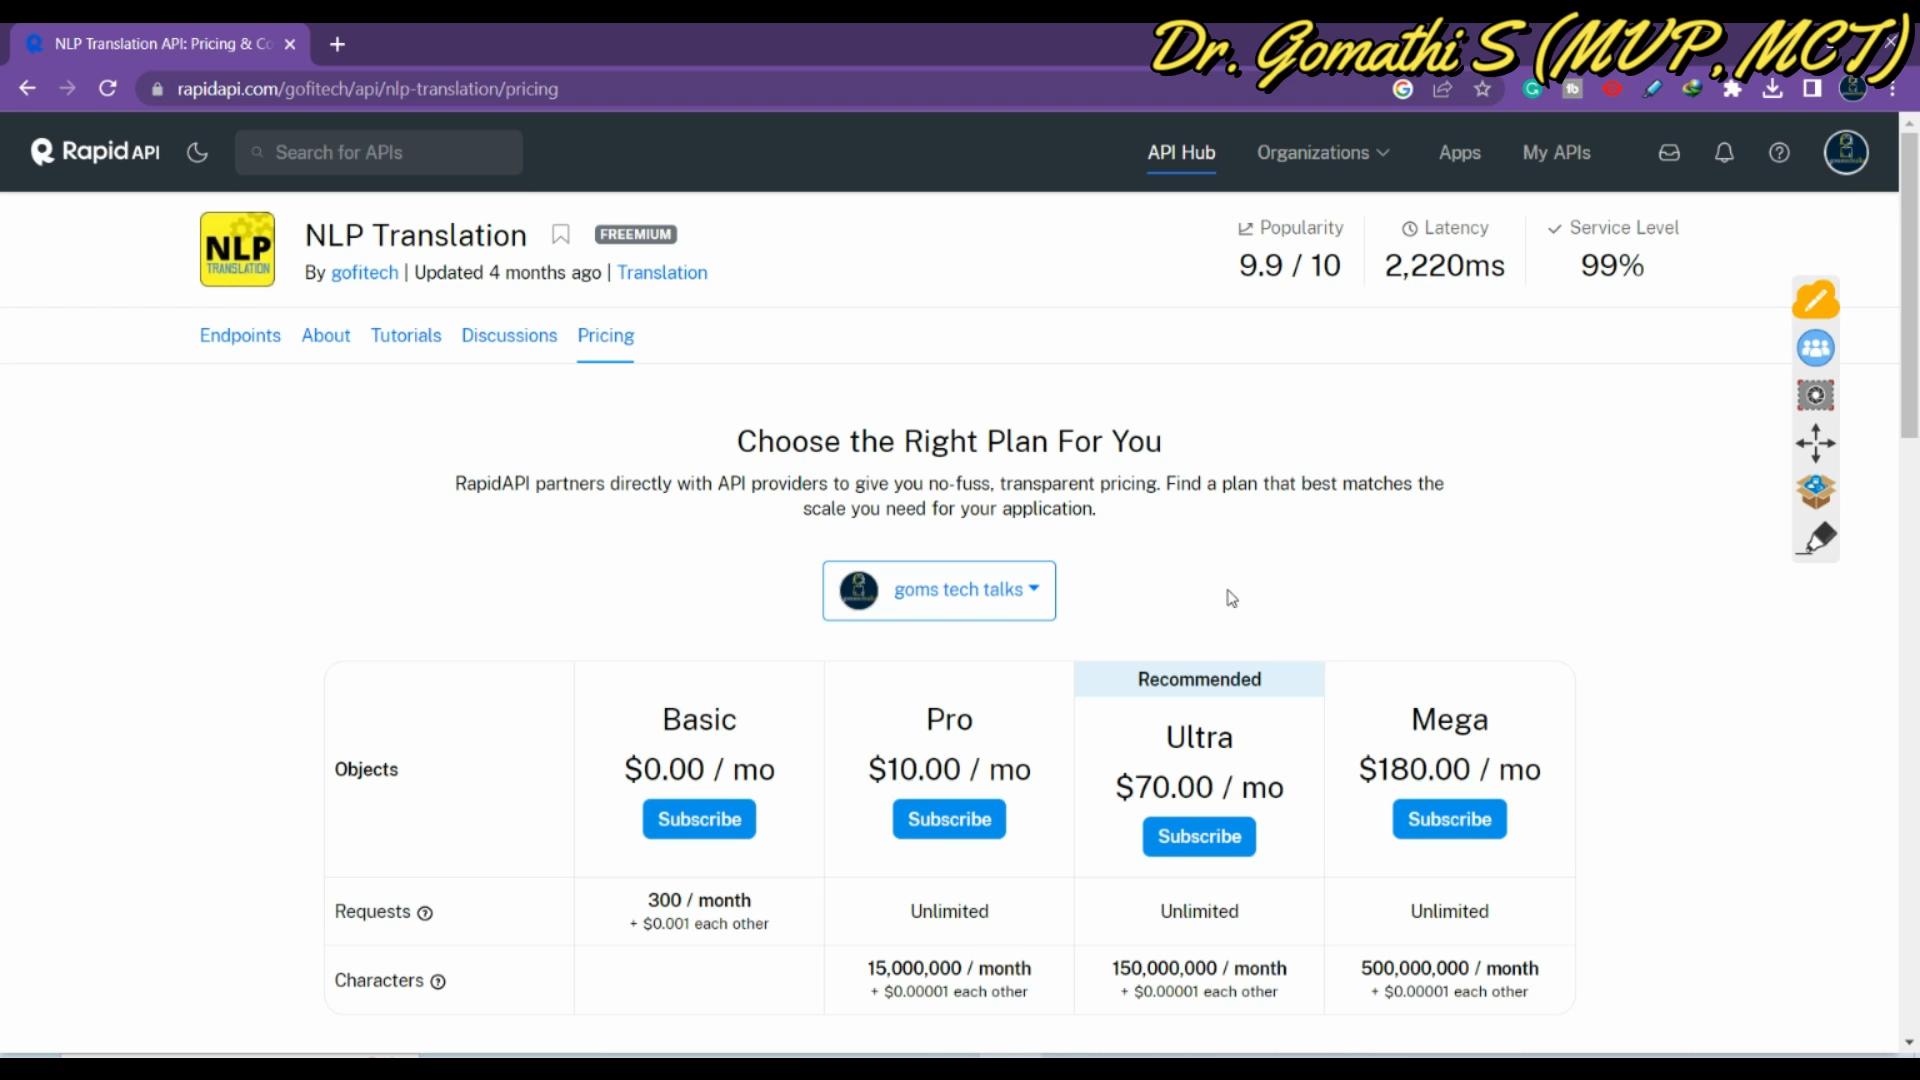 Dr. Gomathi S (MVP, MCT)
NLP Translation API: Pricing & Co
rapidapi.com/gofitech/api/nlp-translation/pricing
Rapid API
Search for APIs
API Hub
Organizations
Apps
My APIs
NLP
TRANSLATION
NLP Translation
FREEMIUM
By gofitech | Updated 4 months ago | Translation
Popularity
9.9 / 10
Latency
2,220ms
Service Level
99%
Endpoints
About
Tutorials
Discussions
Pricing
Choose the Right Plan For You
RapidAPI partners directly with API providers to give you no-fuss, transparent pricing. Find a plan that best matches the
scale you need for your application.
goms tech talks
Recommended
Objects
Basic
$0.00 / mo
Subscribe
Pro
$10.00 / mo
Subscribe
Ultra
$70.00 / mo
Subscribe
Mega
$180.00 / mo
Subscribe
Requests
300 / month
+ $0.001 each other
Unlimited
Unlimited
Unlimited
Characters
15,000,000 / month
+ $0.00001 each other
150,000,000 / month
+ $0.00001 each other
500,000,000 / month
+ $0.00001 each other